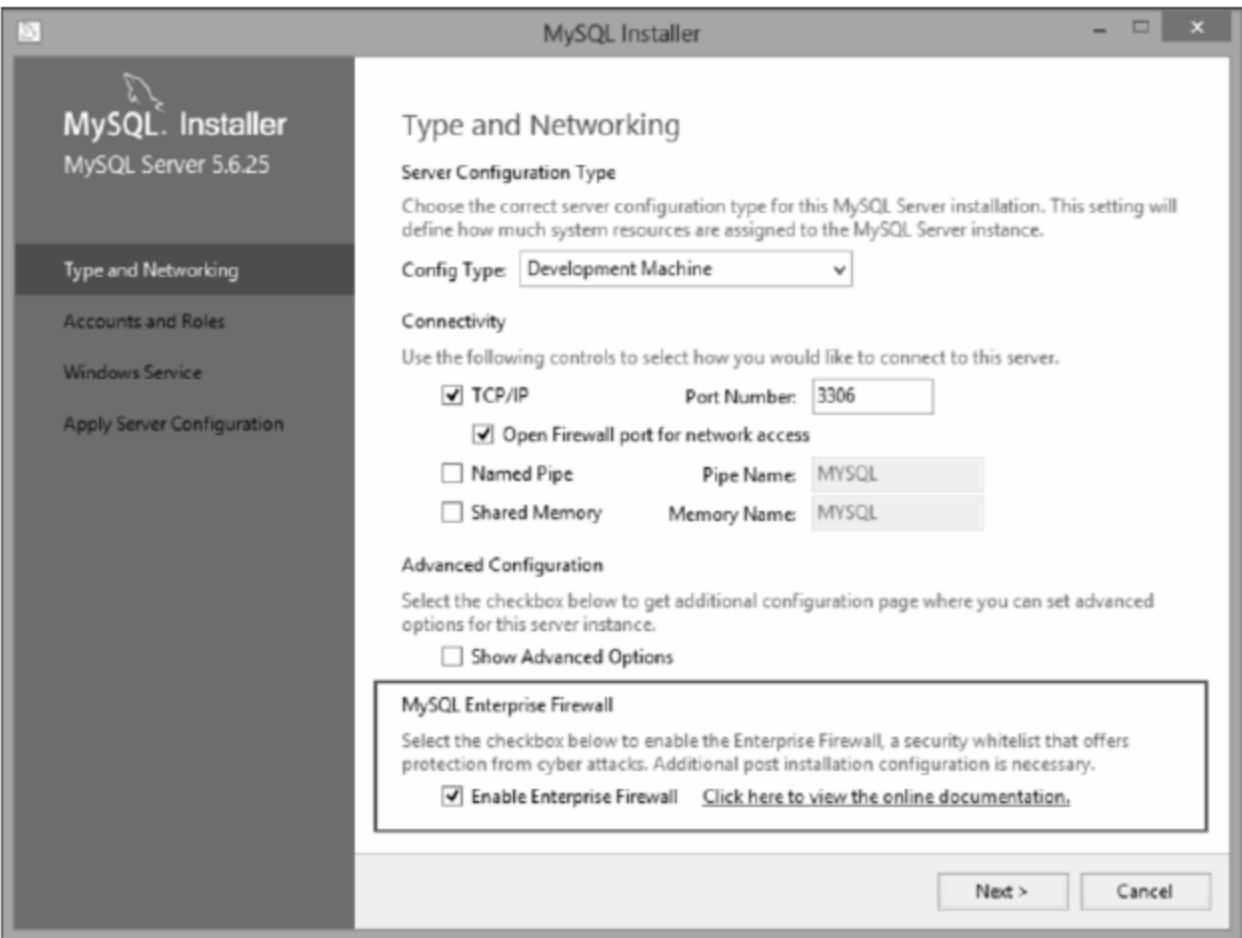 MySQL Installer
MySQL. Installer
MySQL Server 5.6.25
Type and Networking
Accounts and Roles
Windows Service
Apply Server Configuration
Type and Networking
Server Configuration Type
Choose the correct server configuration type for this MySQL Server installation. This setting will
define how much system resources are assigned to the MySQL Server instance.
Config Type: Development Machine
Connectivity
Use the following controls to select how you would like to connect to this server.
TCP/IP Port Number: 3306
Open Firewall port for network access
Named Pipe Pipe Name: MYSQL
Shared Memory Memory Name: MYSQL
Advanced Configuration
Select the checkbox below to get additional configuration page where you can set advanced
options for this server instance.
Show Advanced Options
MySQL Enterprise Firewall
Select the checkbox below to enable the Enterprise Firewall, a security whitelist that offers
protection from cyber attacks. Additional post installation configuration is necessary.
Enable Enterprise Firewall Click here to view the online documentation.
Next > Cancel